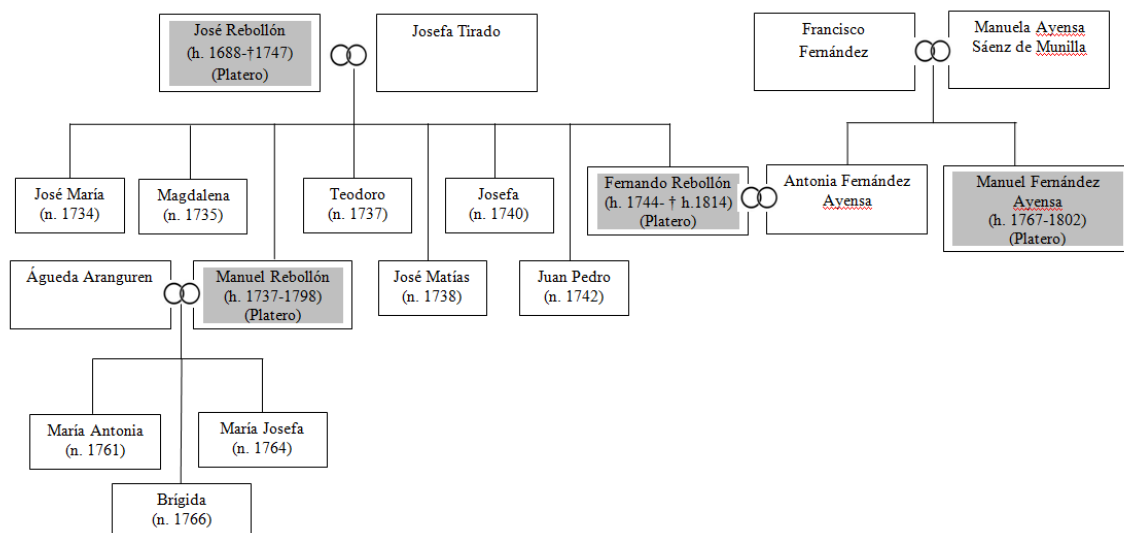 José Rebollón
(h. 1688-†1747)
(Platero)
Josefa Tirado
Francisco
Fernández
Manuela Ayensa
Sáenz de Munilla
José María
(n. 1734)
Magdalena
(n. 1735)
Teodoro
(n. 1737)
Josefa
(n. 1740)
Fernando Rebollón
(h. 1744- † h.1814)
(Platero)
Antonia Fernández
Ayensa
Manuel Fernández
Ayensa
(h. 1767-1802)
(Platero)
Águeda Aranguren
Manuel Rebollón
(h. 1737-1798)
(Platero)
José Matías
(n. 1738)
Juan Pedro
(n. 1742)
María Antonia
(n. 1761)
María Josefa
(n. 1764)
Brígida
(n. 1766)